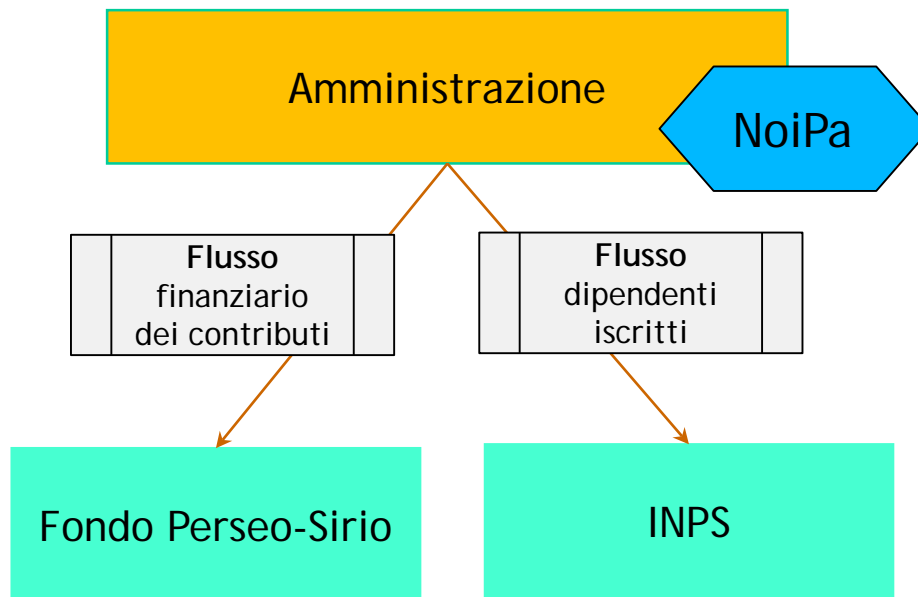 Amministrazione
NoiPa
Flusso
finanziario
dei contributi
Flusso
dipendenti
iscritti
Fondo Perseo-Sirio
INPS